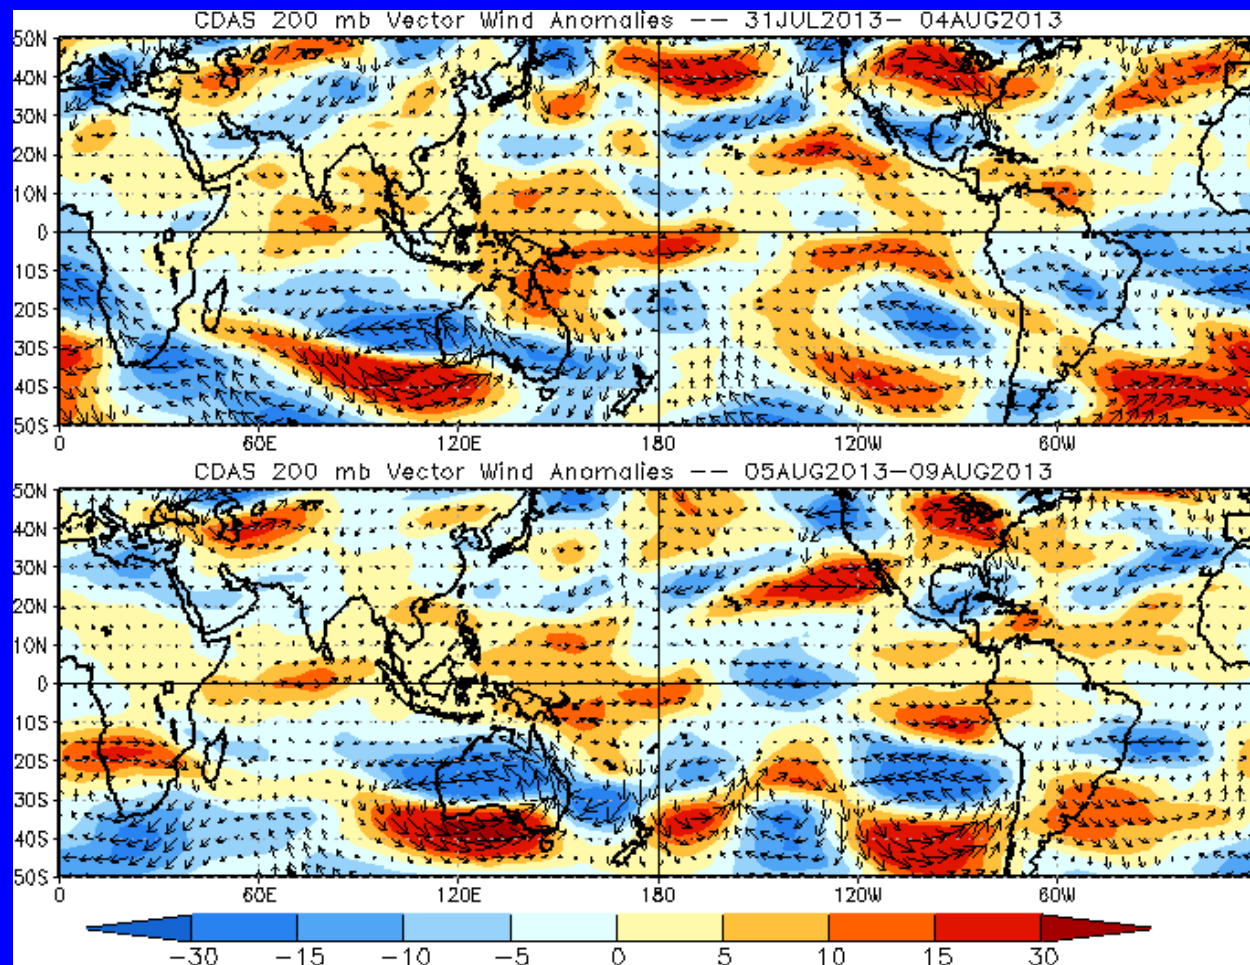 CDAS 200 mb Vector Wind Anomalies -- 31JUL2013- 04AUG2013
50N
40N
30N
20N
10N
0
10S
20S
30S
40S
50S
0 60E 120E 180 120W 60W
CDAS 200 mb Vector Wind Anomalies -- 05AUG2013-09AUG2013
50N
40N
30N
20N
10N
0
10S
20S
30S
40S
50S
0 60E 120E 180 120W 60W
-30 -15 -10 -5 0 5 10 15 30